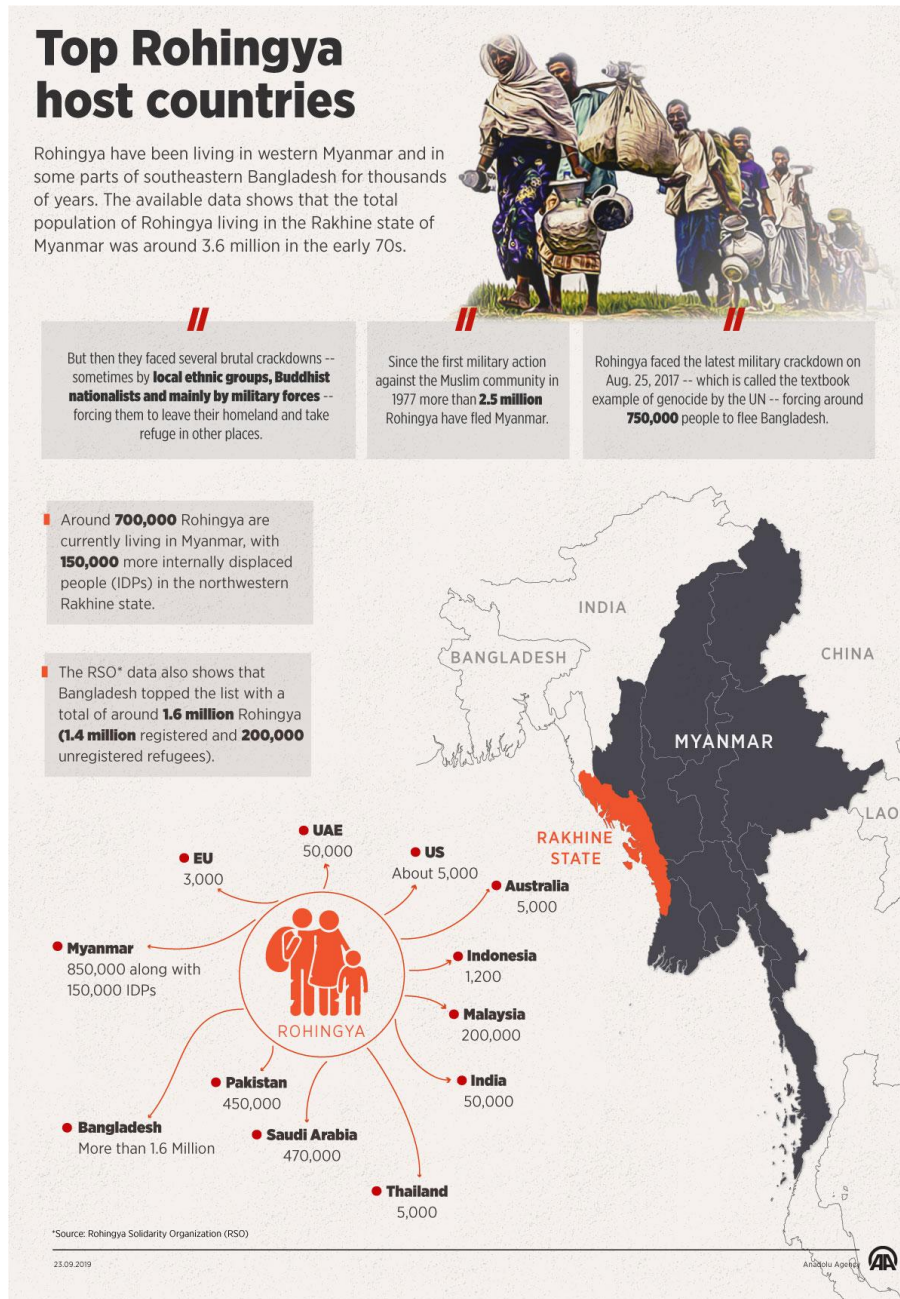 Top Rohingya
host countries
Rohingya have been living in western Myanmar and in
some parts of southeastern Bangladesh for thousands
of years. The available data shows that the total
population of Rohingya living in the Rakhine state of
Myanmar was around 3.6 million in the early 70s.
But then they faced several brutal crackdowns --
sometimes by local ethnic groups, Buddhist
nationalists and mainly by military forces --
forcing them to leave their homeland and take
refuge in other places.
Since the first military action
against the Muslim community in
1977 more than 2.5 million
Rohingya have fled Myanmar.
Rohingya faced the latest military crackdown on
Aug. 25, 2017 -- which is called the textbook
example of genocide by the UN -- forcing around
750,000 people to flee Bangladesh.
Around 700,000 Rohingya are
currently living in Myanmar, with
150,000 more internally displaced
people (IDPs) in the northwestern
Rakhine state.
The RSO* data also shows that
Bangladesh topped the list with a
total of around 1.6 million Rohingya
(1.4 million registered and 200,000
unregistered refugees).
INDIA
BANGLADESH
CHINA
MYANMAR
LAO
RAKHINE
STATE
UAE
50,000
EU
3,000
US
About 5,000
Australia
5,000
Myanmar
850,000 along with
150,000 IDPs
Indonesia
1,200
Malaysia
200,000
ROHINGYA
India
50,000
Pakistan
450,000
Bangladesh
More than 1.6 Million
Saudi Arabia
470,000
Thailand
5,000
*Source: Rohingya Solidarity Organization (RSO)
23.09.2019
Anadolu Agency
AA